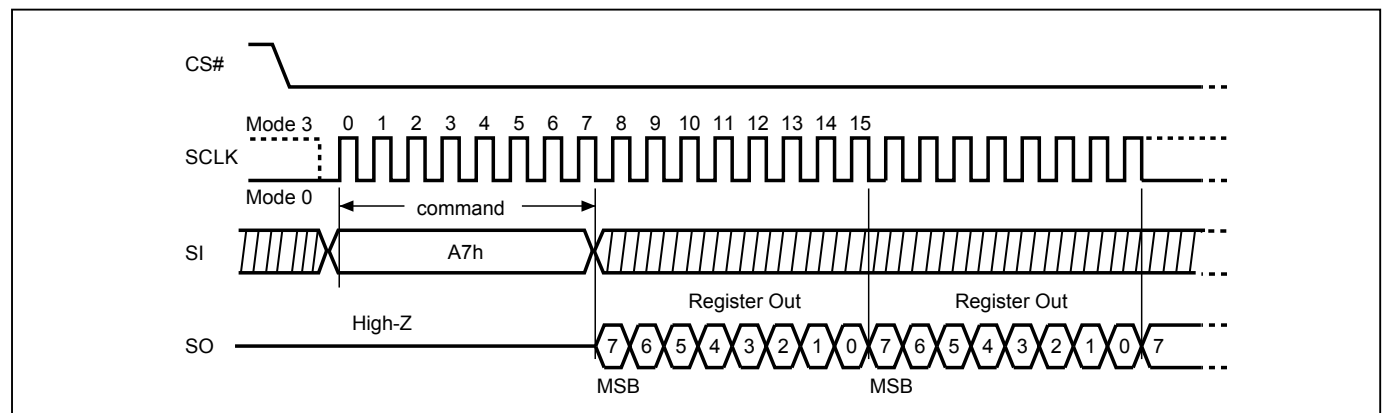 CS#
Mode 3 0 1 2 3 4 5 6 7 8 9 10 11 12 13 14 15
SCLK
Mode 0
command
SI A7h
Register Out Register Out
High-Z
SO 7 6 5 4 3 2 1 0 7 6 5 4 3 2 1 0 7
MSB MSB